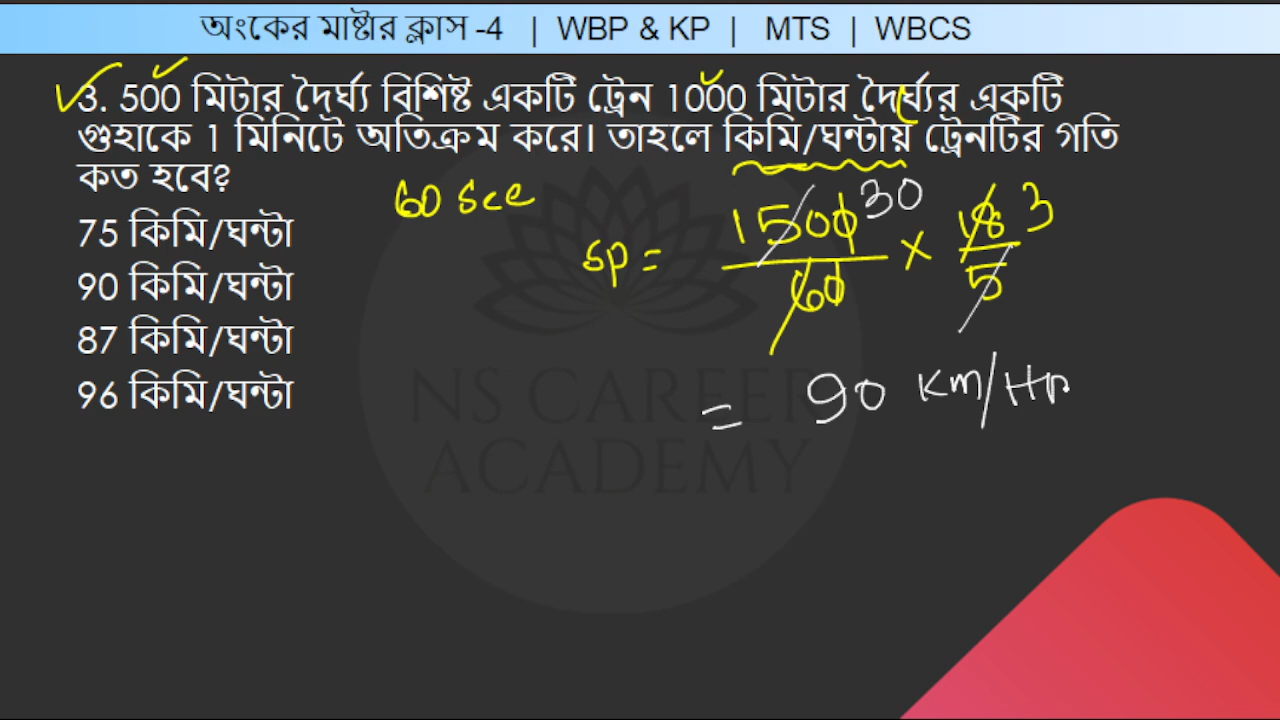 অংকের মাষ্টার ক্লাস -4 | WBP & KP | MTS | WBCS
3. 500 মিটার দৈর্ঘ্য বিশিষ্ট একটি ট্রেন 1000 মিটার দৈর্ঘ্যের একটি
গুহাকে 1 মিনিটে অতিক্রম করে। তাহলে কিমি/ঘন্টায় ট্রেনটির গতি
কত হবে?
60 sce
75 কিমি/ঘন্টা
90 কিমি/ঘন্টা
87 কিমি/ঘন্টা
96 কিমি/ঘন্টা
1500 30 18 3
sp = ×
60 5
= 90 Km/Hr
NS CAREER
ACADEMY